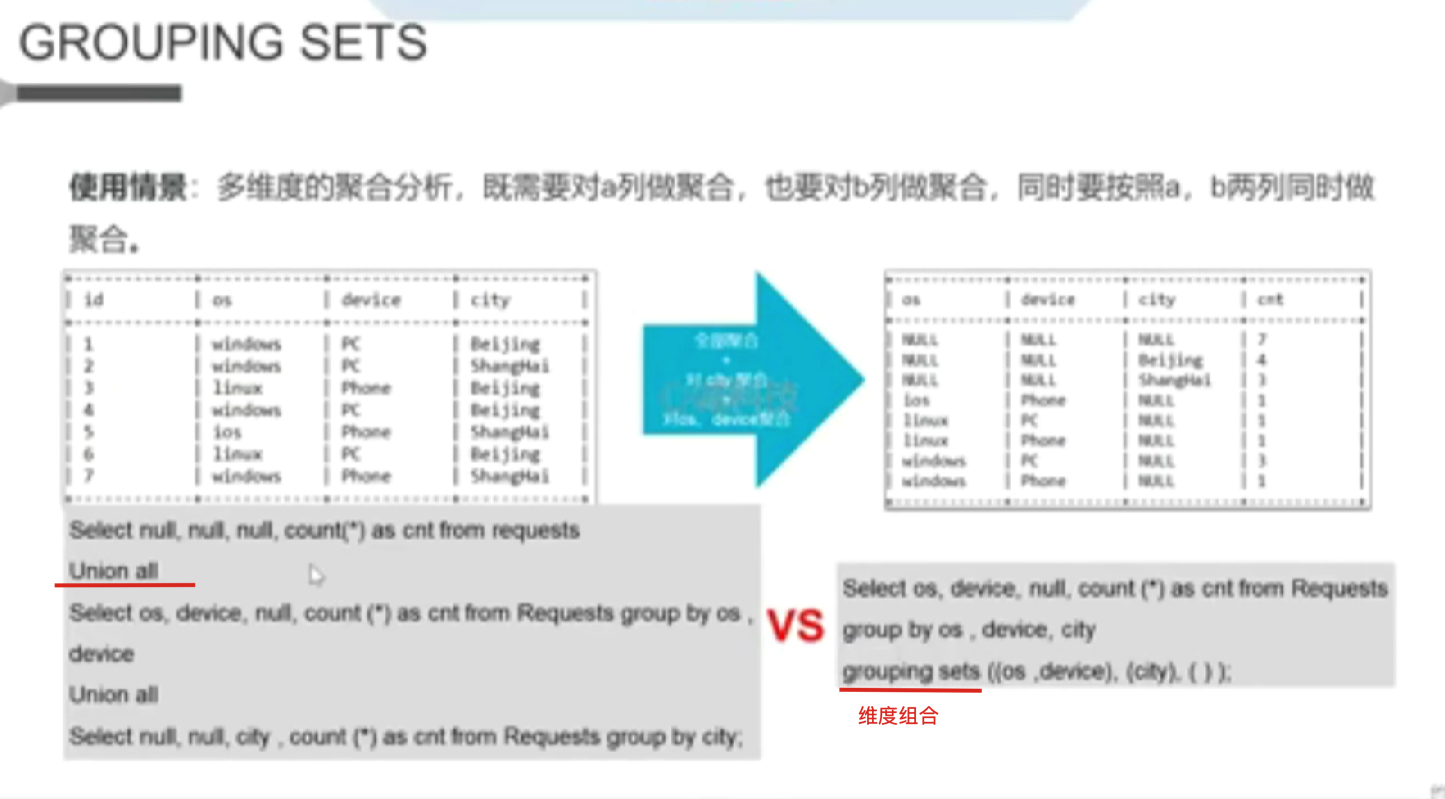 GROUPING SETS
使用情景：多维度的聚合分析，既需要对a列做聚合，也要对b列做聚合，同时要按照a，b两列同时做
聚合。
| id | os | device | city |
| 1 | windows | PC | Beijing |
| 2 | windows | PC | ShangHai |
| 3 | linux | Phone | Beijing |
| 4 | windows | PC | Beijing |
| 5 | ios | Phone | ShangHai |
| 6 | linux | PC | Beijing |
| 7 | windows | Phone | ShangHai |
全部聚合
+
对 city 聚合
对os、device聚合
| os | device | city | cnt |
| NULL | NULL | NULL | 7 |
| NULL | NULL | Beijing | 4 |
| NULL | NULL | ShangHai | 3 |
| ios | Phone | NULL | 1 |
| linux | PC | NULL | 1 |
| linux | Phone | NULL | 1 |
| windows | PC | NULL | 3 |
| windows | Phone | NULL | 1 |
Select null, null, null, count(*) as cnt from requests
Union all
Select os, device, null, count (*) as cnt from Requests group by os ,
device
Union all
Select null, null, city , count (*) as cnt from Requests group by city;
VS
Select os, device, null, count (*) as cnt from Requests
group by os , device, city
grouping sets ((os ,device), (city), ( ) );
维度组合